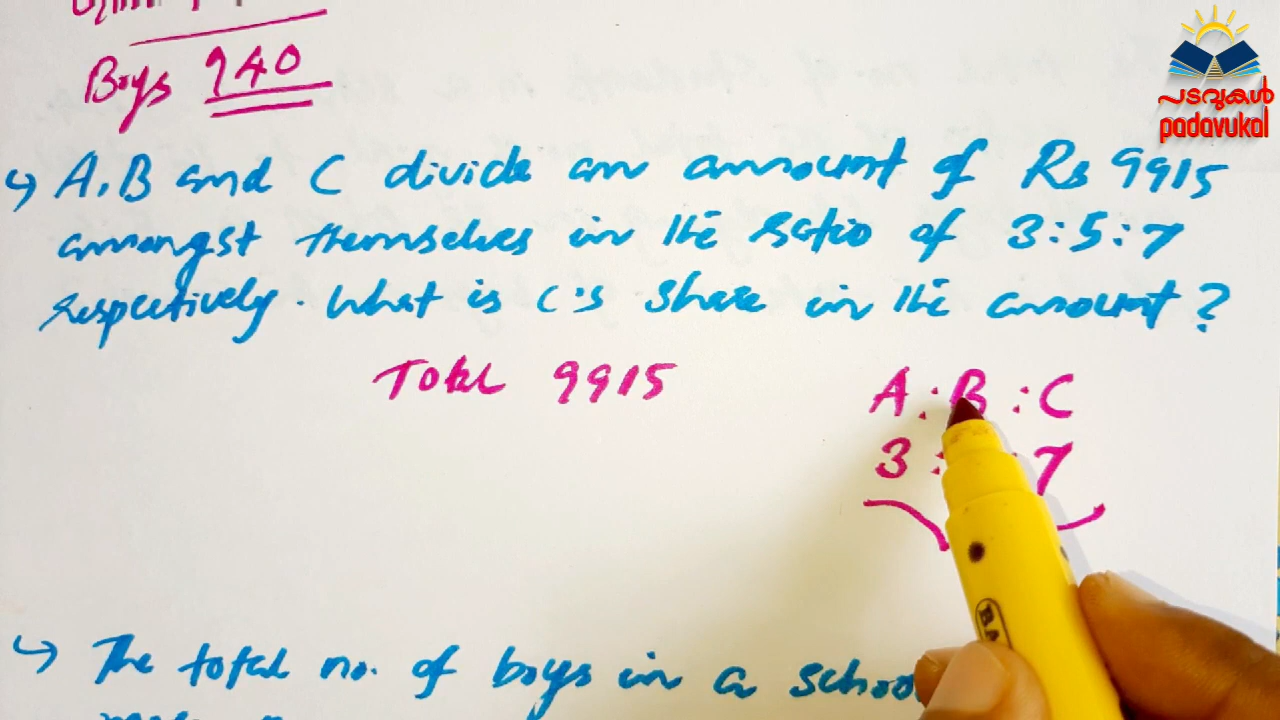 Boys 940
പടവുകൾ
padavukal
↪ A, B and C divide an amount of Rs 9915
amongst themselves in the ratio of 3:5:7
respectively. What is C's share in the amount?
Total 9915
A : B : C
3 : : 7
↪ The total no. of boys in a school